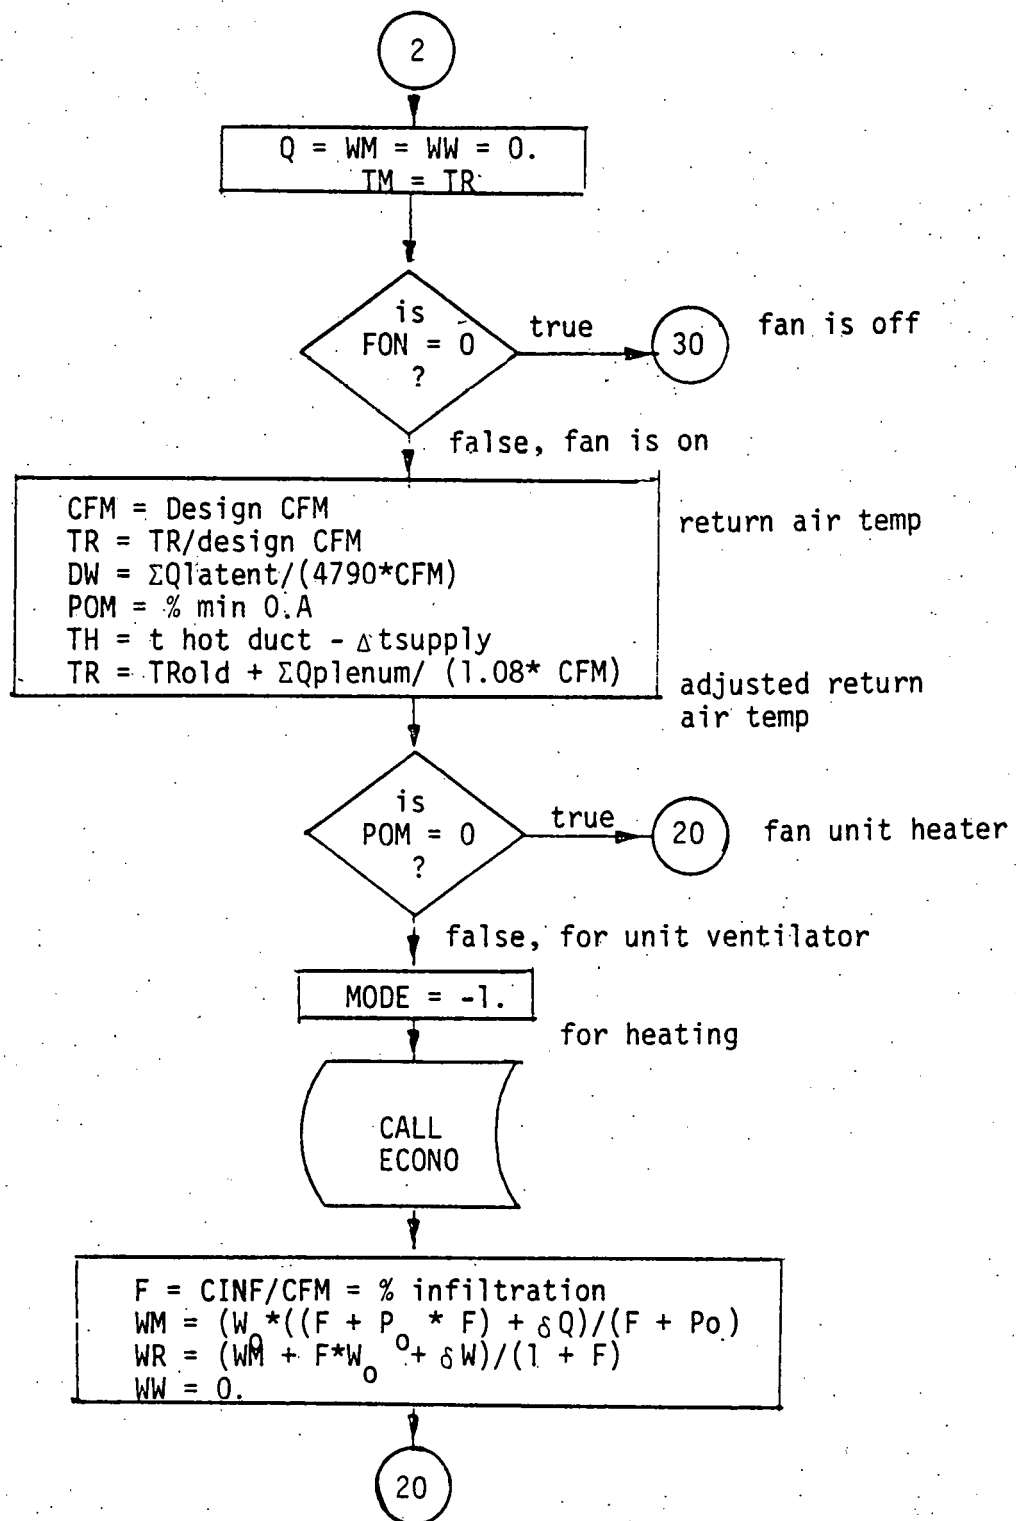 2
Q = WM = WW = 0.
TM = TR
is
FON = 0
?
true
30
fan is off
false, fan is on
CFM = Design CFM
TR = TR/design CFM
return air temp
DW = ΣQlatent/(4790*CFM)
POM = % min O.A
TH = t hot duct - Δtsupply
TR = TRold + ΣQplenum/ (1.08* CFM)
adjusted return
air temp
is
POM = 0
?
true
20
fan unit heater
false, for unit ventilator
MODE = -1.
for heating
CALL
ECONO
F = CINF/CFM = % infiltration
WM = (Wo*((F + Po * F) + δQ)/(F + Po)
WR = (WM + F*Wo + δW)/(1 + F)
WW = 0.
20